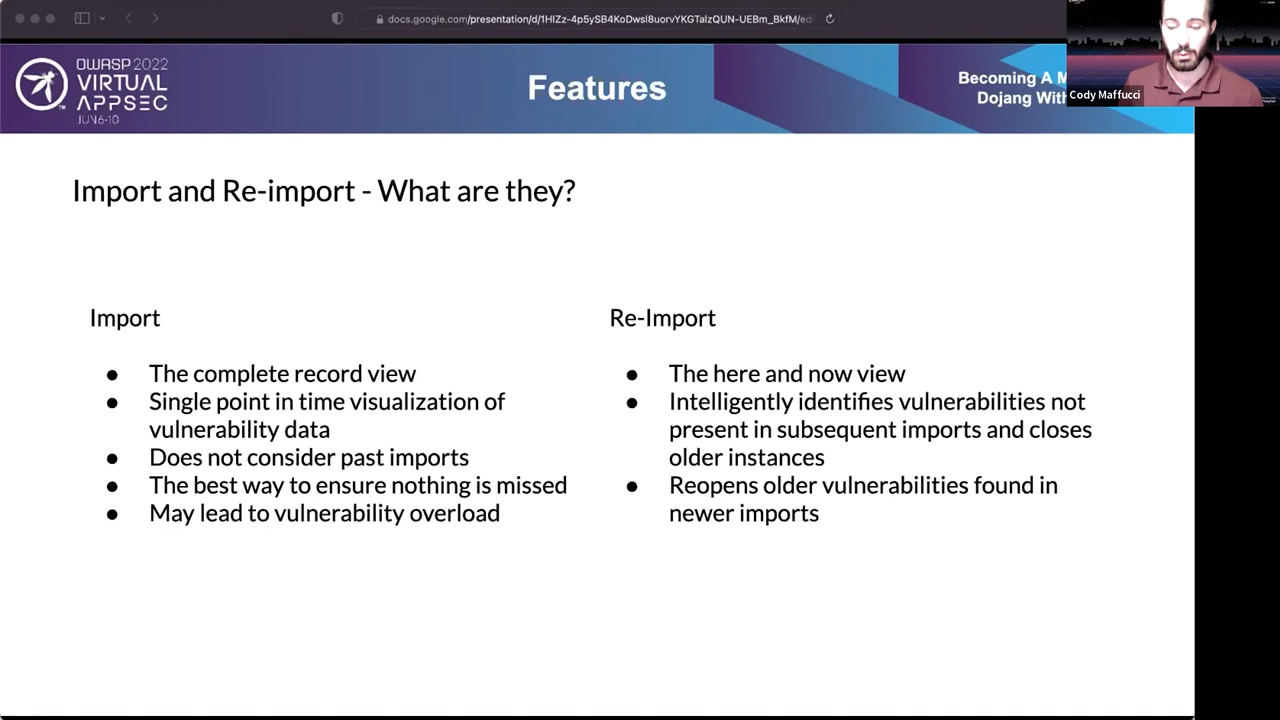 docs.google.com/presentation/d/1HIZz-4p5ySB4KoDwsl8uorvYKGTalzQUN-UEBm_BkfM/edi
OWASP 2022
VIRTUAL
APPSEC
JUN 6-10
Features
Becoming A M
Dojang With
Cody Maffucci
Import and Re-import - What are they?
Import
● The complete record view
● Single point in time visualization of
vulnerability data
● Does not consider past imports
● The best way to ensure nothing is missed
● May lead to vulnerability overload
Re-Import
● The here and now view
● Intelligently identifies vulnerabilities not
present in subsequent imports and closes
older instances
● Reopens older vulnerabilities found in
newer imports